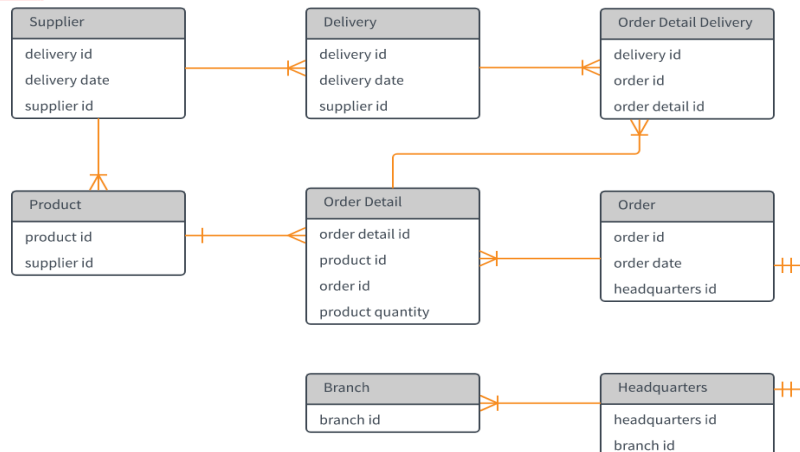 Supplier
delivery id
delivery date
supplier id
Delivery
delivery id
delivery date
supplier id
Order Detail Delivery
delivery id
order id
order detail id
Product
product id
supplier id
Order Detail
order detail id
product id
order id
product quantity
Order
order id
order date
headquarters id
Branch
branch id
Headquarters
headquarters id
branch id